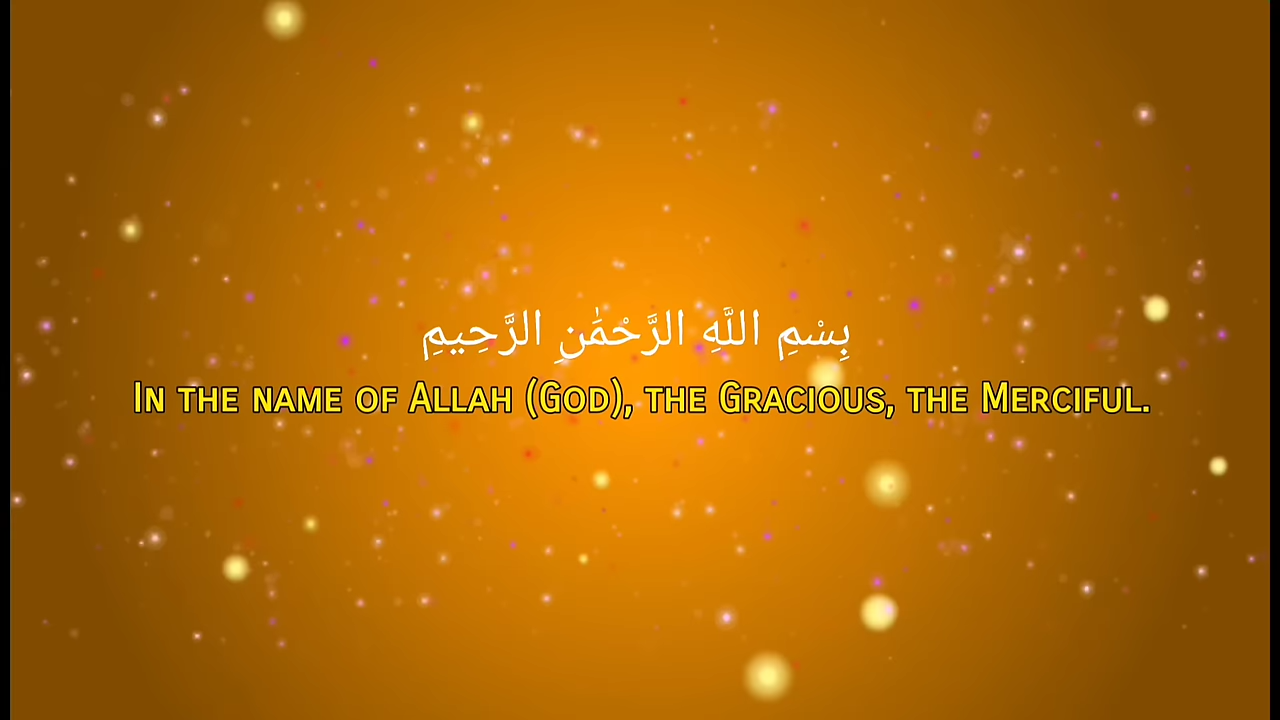 بِسْمِ اللَّهِ الرَّحْمَٰنِ الرَّحِيمِ
In the name of Allah (God), the Gracious, the Merciful.